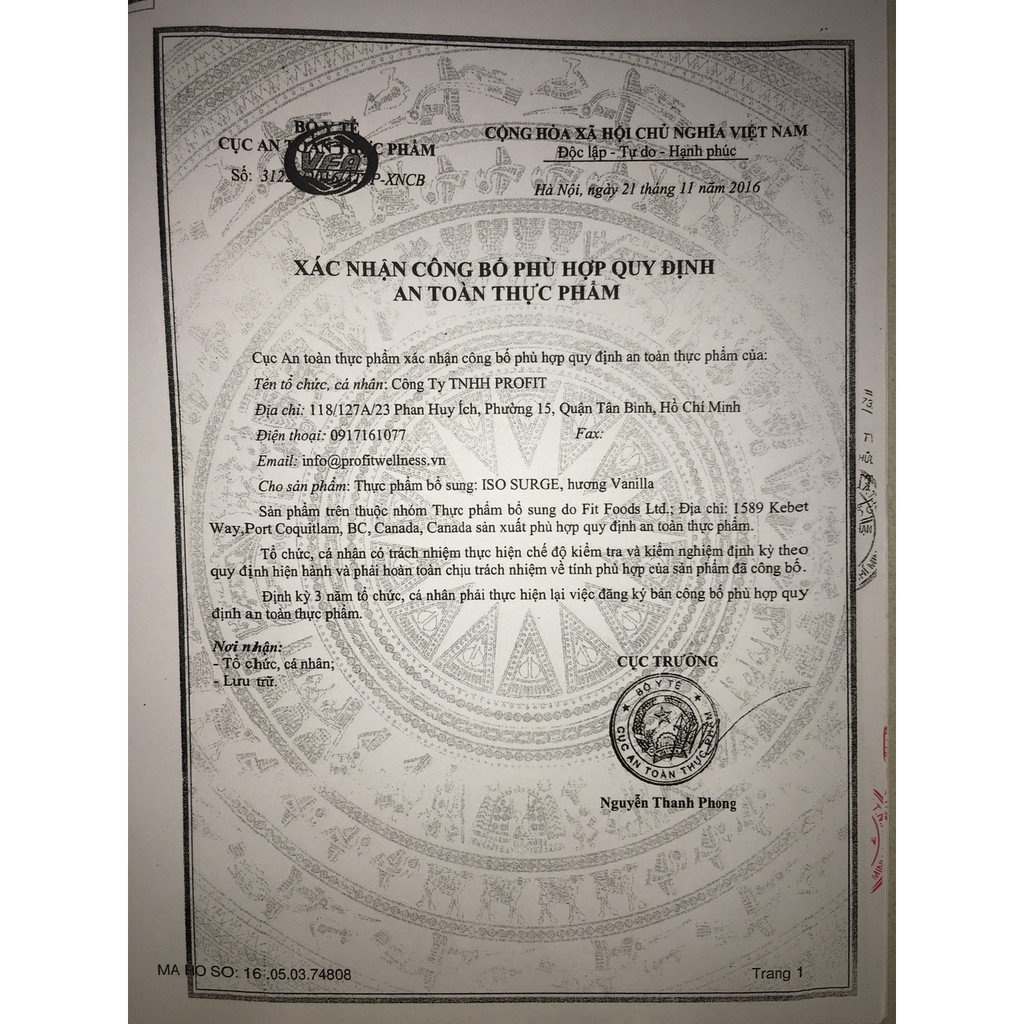 BỘ Y TẾ
CỤC AN TOÀN THỰC PHẨM
VFA
Số:
-XNCB
CỘNG HÒA XÃ HỘI CHỦ NGHĨA VIỆT NAM
Độc lập - Tự do - Hạnh phúc
Hà Nội, ngày 21 tháng 11 năm 2016
XÁC NHẬN CÔNG BỐ PHÙ HỢP QUY ĐỊNH
AN TOÀN THỰC PHẨM
Cục An toàn thực phẩm xác nhận công bố phù hợp quy định an toàn thực phẩm của:
Tên tổ chức, cá nhân: Công Ty TNHH PROFIT
Địa chỉ: 118/127A/23 Phan Huy Ích, Phường 15, Quận Tân Bình, Hồ Chí Minh
Điện thoại: 0917161077 Fax:
Email: info@profitwellness.vn
Cho sản phẩm: Thực phẩm bổ sung: ISO SURGE, hương Vanilla
Sản phẩm trên thuộc nhóm Thực phẩm bổ sung do Fit Foods Ltd.; Địa chỉ: 1589 Kebet
Way,Port Coquitlam, BC, Canada, Canada sản xuất phù hợp quy định an toàn thực phẩm.
Tổ chức, cá nhân có trách nhiệm thực hiện chế độ kiểm tra và kiểm nghiệm định kỳ theo
quy định hiện hành và phải hoàn toàn chịu trách nhiệm về tính phù hợp của sản phẩm đã công bố.
Định kỳ 3 năm tổ chức, cá nhân phải thực hiện lại việc đăng ký bản công bố phù hợp quy
định an toàn thực phẩm.
Nơi nhận:
- Tổ chức, cá nhân;
- Lưu trữ.
CỤC TRƯỞNG
BỘ Y TẾ
CỤC AN TOÀN THỰC PHẨM
Nguyễn Thanh Phong
MA HO SO: 16 .05.03.74808
Trang 1